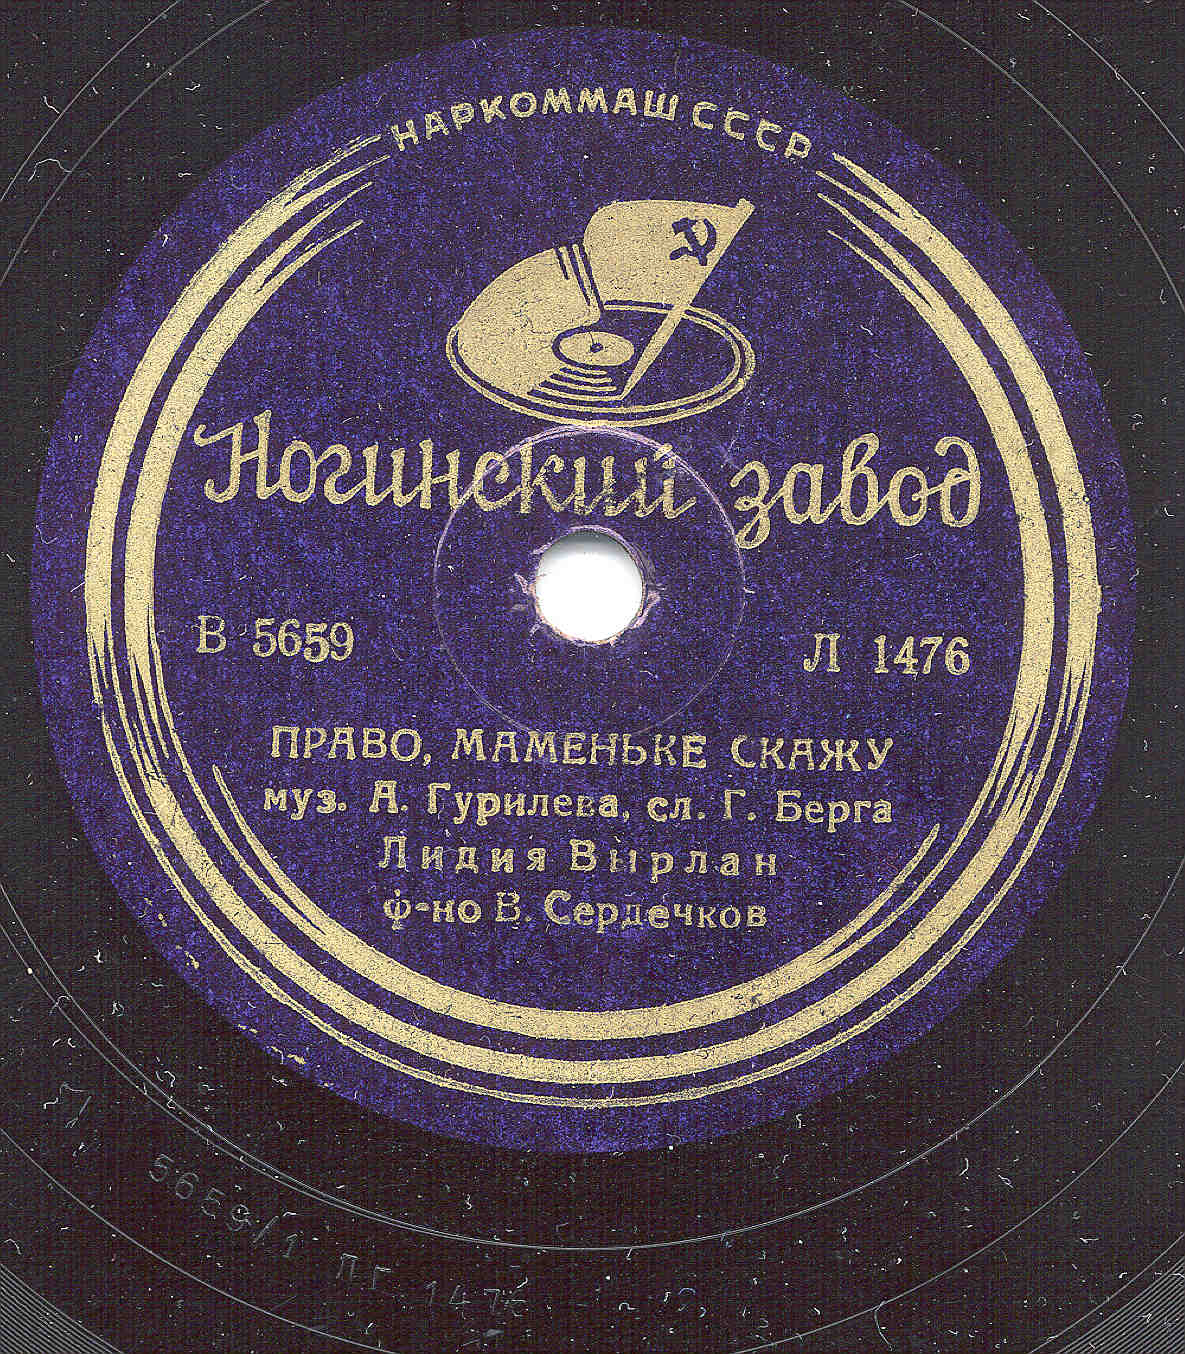 НАРКОММАШ СССР
Ногинский завод
В 5659
Л 1476
ПРАВО, МАМЕНЬКЕ СКАЖУ
муз. А. Гурилева, сл. Г. Берга
Лидия Вырлан
ф-но В. Сердечков
5659/1 ПГ